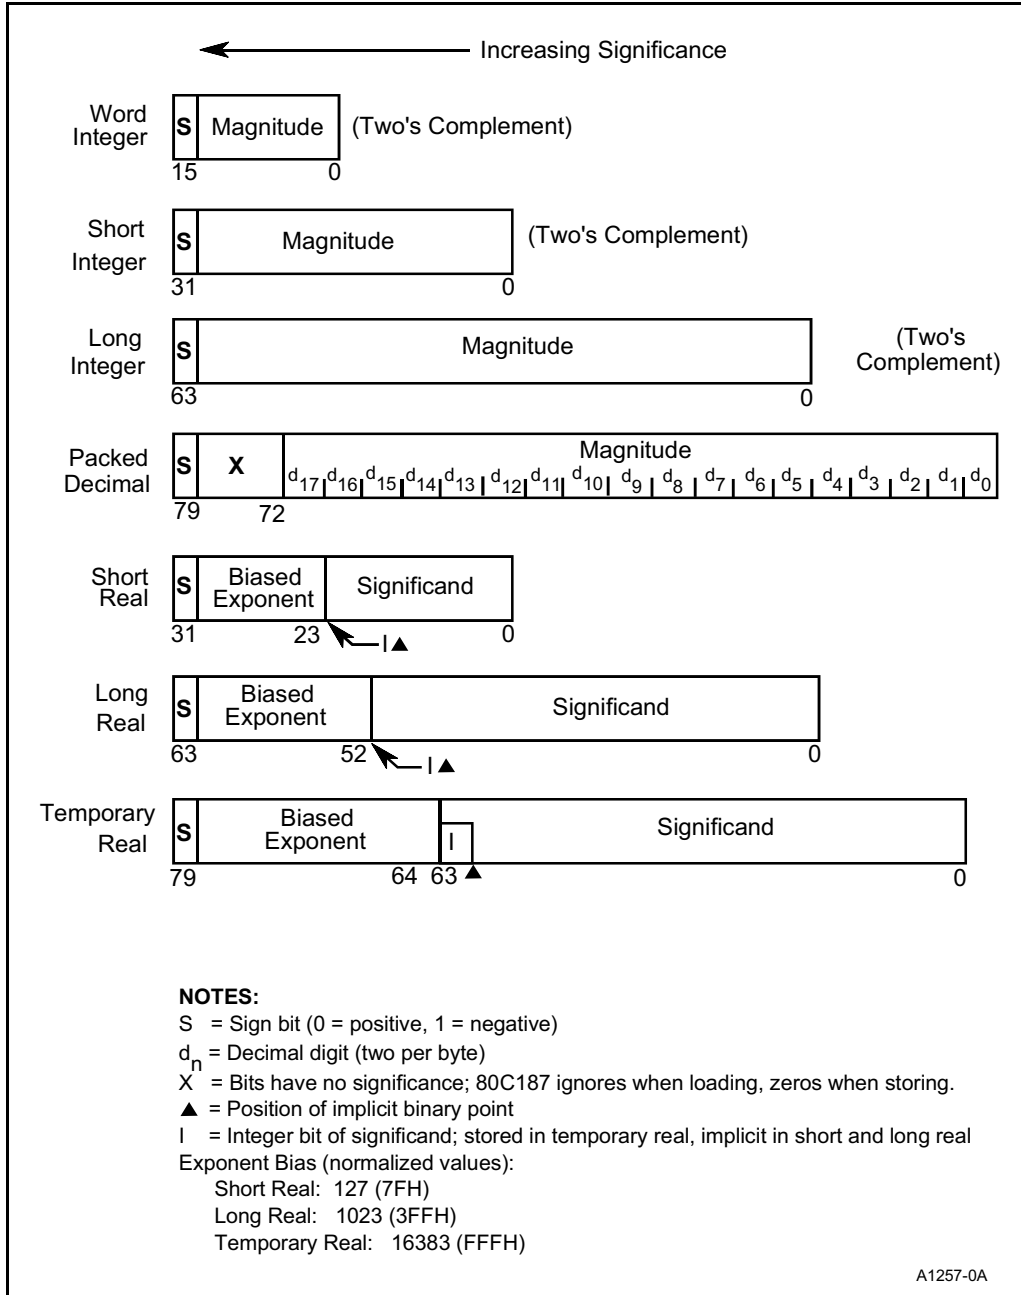 Increasing Significance
Word Integer S Magnitude (Two's Complement)
15 0
Short Integer S Magnitude (Two's Complement)
31 0
Long Integer S Magnitude (Two's Complement)
63 0
Packed Decimal S X Magnitude
d17 d16 d15 d14 d13 d12 d11 d10 d9 d8 d7 d6 d5 d4 d3 d2 d1 d0
79 72
Short Real S Biased Exponent Significand
31 23 I▲ 0
Long Real S Biased Exponent Significand
63 52 I▲ 0
Temporary Real S Biased Exponent I Significand
79 64 63 ▲ 0
NOTES:
S = Sign bit (0 = positive, 1 = negative)
dn = Decimal digit (two per byte)
X = Bits have no significance; 80C187 ignores when loading, zeros when storing.
▲ = Position of implicit binary point
I = Integer bit of significand; stored in temporary real, implicit in short and long real
Exponent Bias (normalized values):
Short Real: 127 (7FH)
Long Real: 1023 (3FFH)
Temporary Real: 16383 (FFFH)
A1257-0A